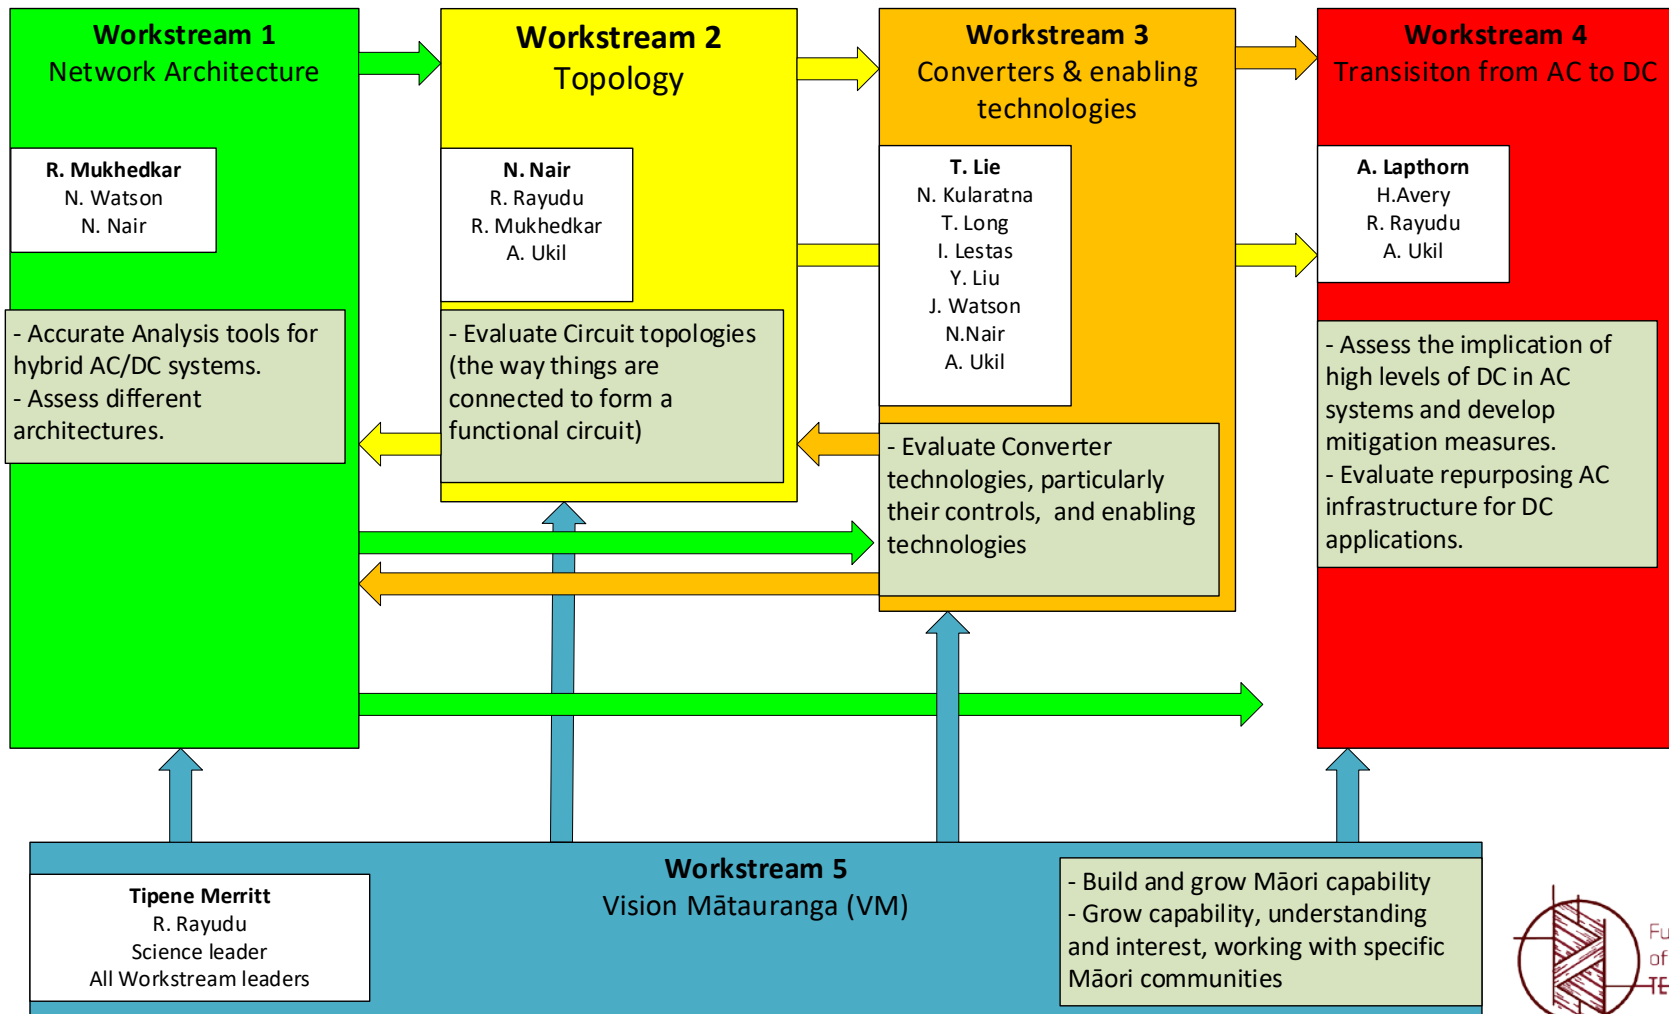 Workstream 1
Network Architecture
R. Mukhedkar
N. Watson
N. Nair
- Accurate Analysis tools for
hybrid AC/DC systems.
- Assess different
architectures.
Workstream 2
Topology
N. Nair
R. Rayudu
R. Mukhedkar
A. Ukil
- Evaluate Circuit topologies
(the way things are
connected to form a
functional circuit)
Workstream 3
Converters & enabling
technologies
T. Lie
N. Kularatna
T. Long
I. Lestas
Y. Liu
J. Watson
N.Nair
A. Ukil
- Evaluate Converter
technologies, particularly
their controls, and enabling
technologies
Workstream 4
Transisiton from AC to DC
A. Lapthorn
H.Avery
R. Rayudu
A. Ukil
- Assess the implication of
high levels of DC in AC
systems and develop
mitigation measures.
- Evaluate repurposing AC
infrastructure for DC
applications.
Workstream 5
Vision Mātauranga (VM)
Tipene Merritt
R. Rayudu
Science leader
All Workstream leaders
- Build and grow Māori capability
- Grow capability, understanding
and interest, working with specific
Māori communities
Fu
of
TE